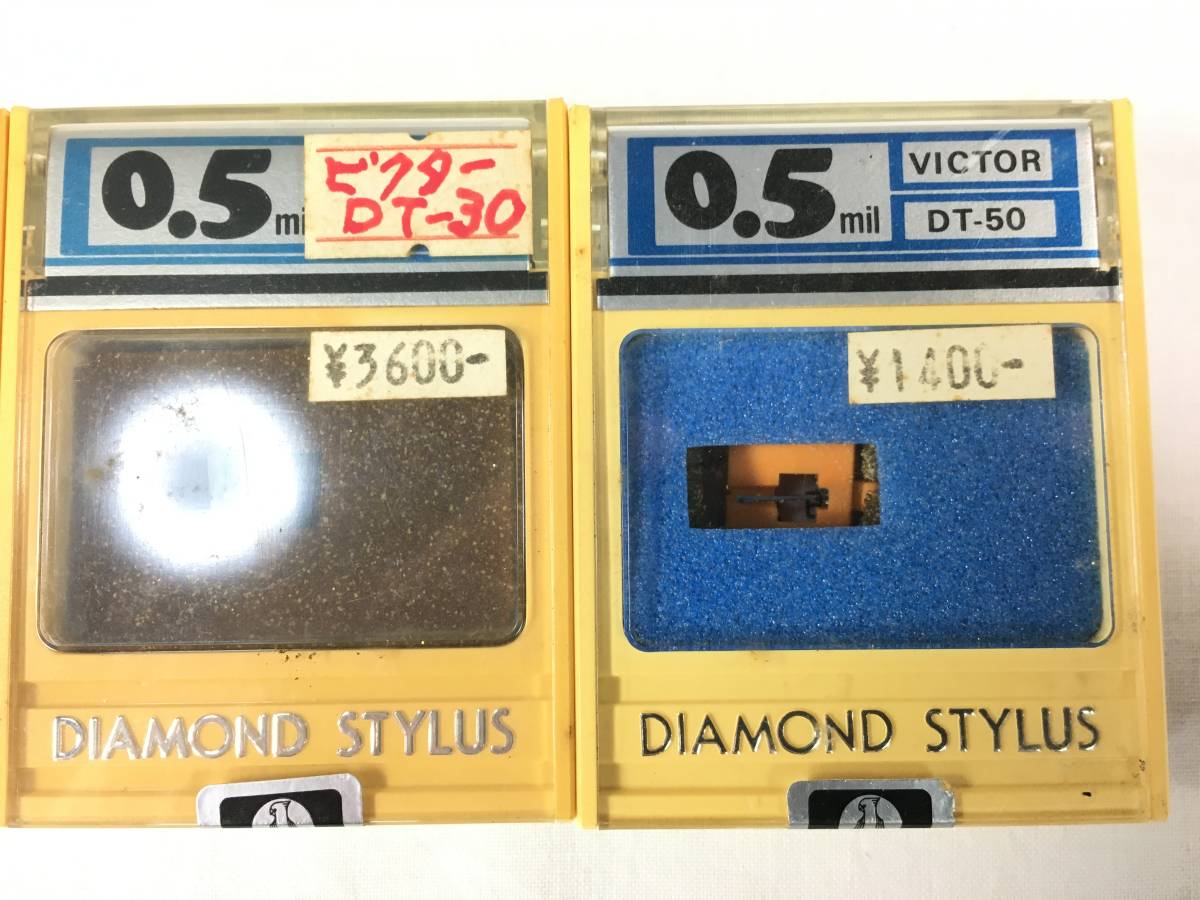 0.5 mi
ビクター
DT-30
¥3600-
DIAMOND STYLUS
0.5 mil
VICTOR
DT-50
¥1400-
DIAMOND STYLUS